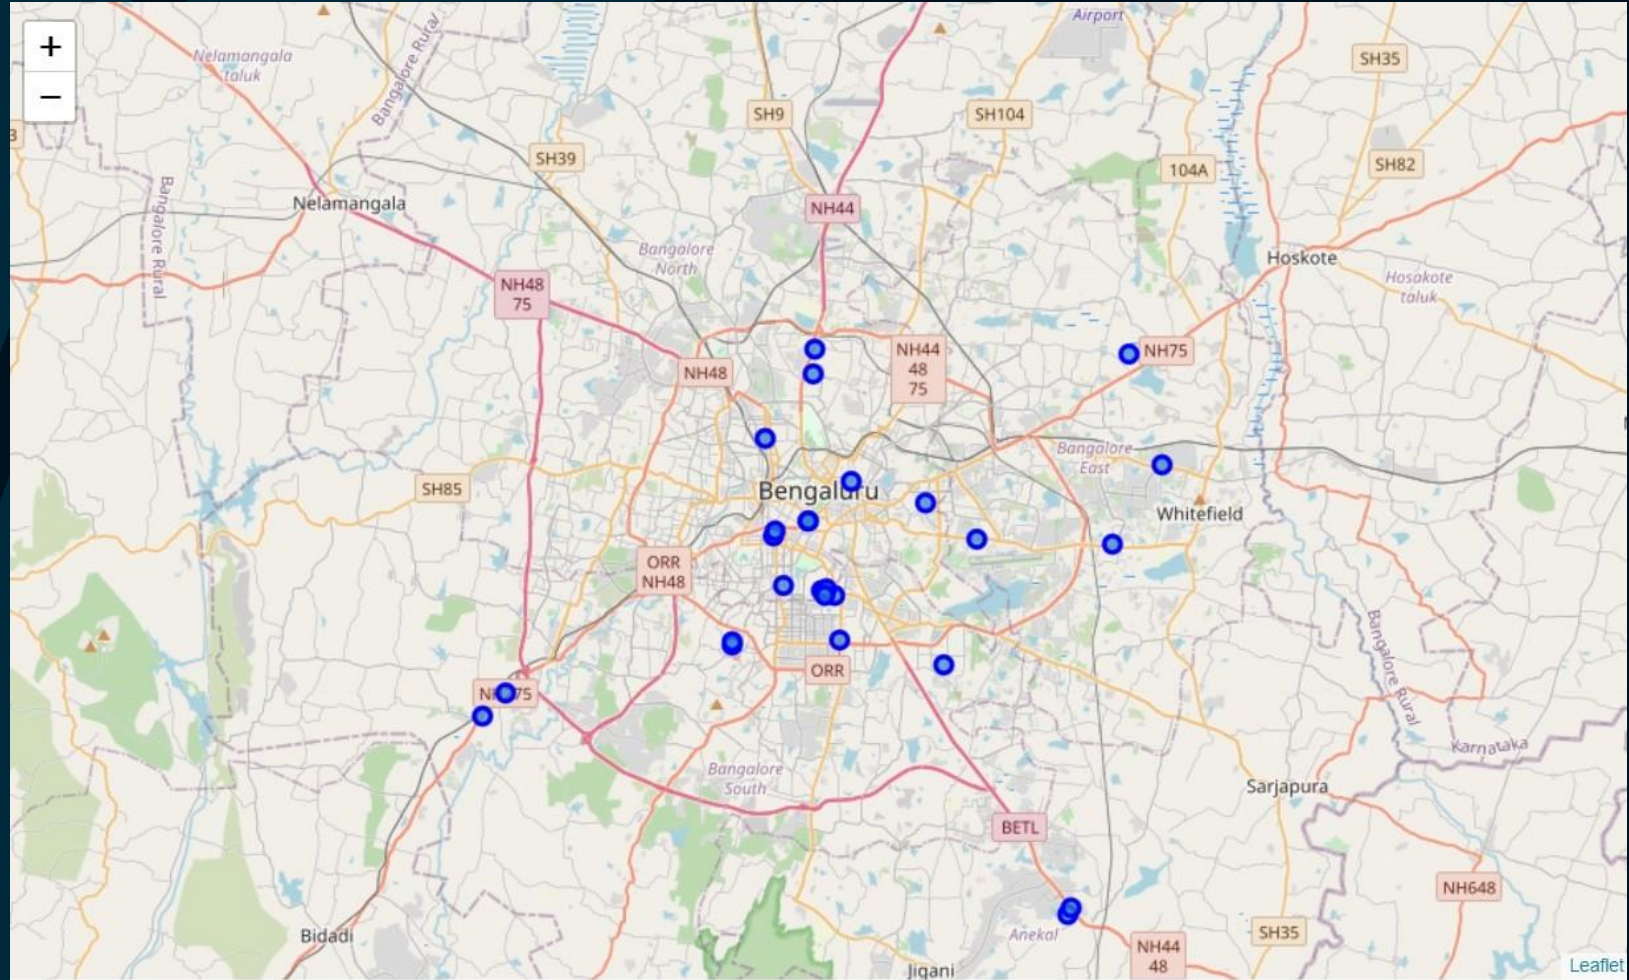 +
−
Airport
Nelamangala
taluk
Bangalore Rural
SH35
SH9
SH104
3
SH39
SH82
104A
Nelamangala
Bangalore Rural
NH44
Bangalore
North
Hoskote
Hosakote
taluk
NH48
75
NH44
48
75
NH75
NH48
Bangalore
East
SH85
Bengaluru
Whitefield
ORR
NH48
Bangalore Rural
ORR
Karnataka
Bangalore
South
Sarjapura
BETL
NH648
Bidadi
Anekal
SH35
NH44
48
Jigani
Leaflet